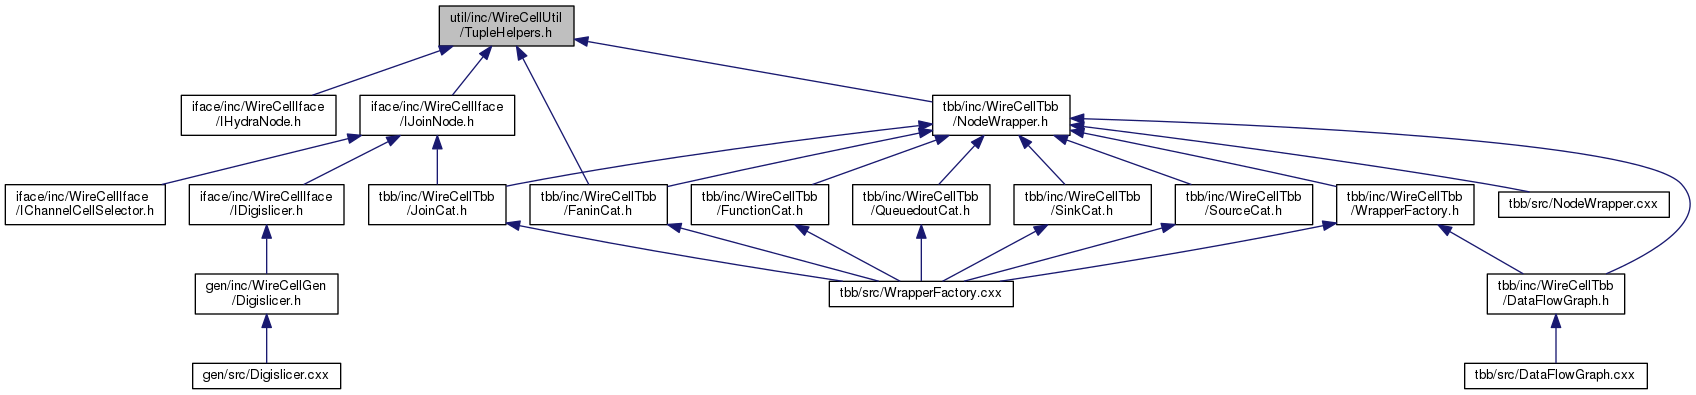 util/inc/WireCellUtil
/TupleHelpers.h
iface/inc/WireCellIface
/IHydraNode.h
iface/inc/WireCellIface
/IJoinNode.h
tbb/inc/WireCellTbb
/NodeWrapper.h
iface/inc/WireCellIface
/IChannelCellSelector.h
iface/inc/WireCellIface
/IDigislicer.h
tbb/inc/WireCellTbb
/JoinCat.h
tbb/inc/WireCellTbb
/FaninCat.h
tbb/inc/WireCellTbb
/FunctionCat.h
tbb/inc/WireCellTbb
/QueuedoutCat.h
tbb/inc/WireCellTbb
/SinkCat.h
tbb/inc/WireCellTbb
/SourceCat.h
tbb/inc/WireCellTbb
/WrapperFactory.h
tbb/src/NodeWrapper.cxx
gen/inc/WireCellGen
/Digislicer.h
tbb/src/WrapperFactory.cxx
tbb/inc/WireCellTbb
/DataFlowGraph.h
gen/src/Digislicer.cxx
tbb/src/DataFlowGraph.cxx